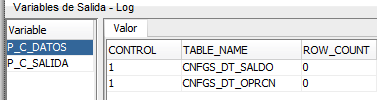 Variables de Salida - Log
Variable Valor
P_C_DATOS CONTROL TABLE_NAME ROW_COUNT
P_C_SALIDA 1 CNFGS_DT_SALDO 0
1 CNFGS_DT_OPRCN 0